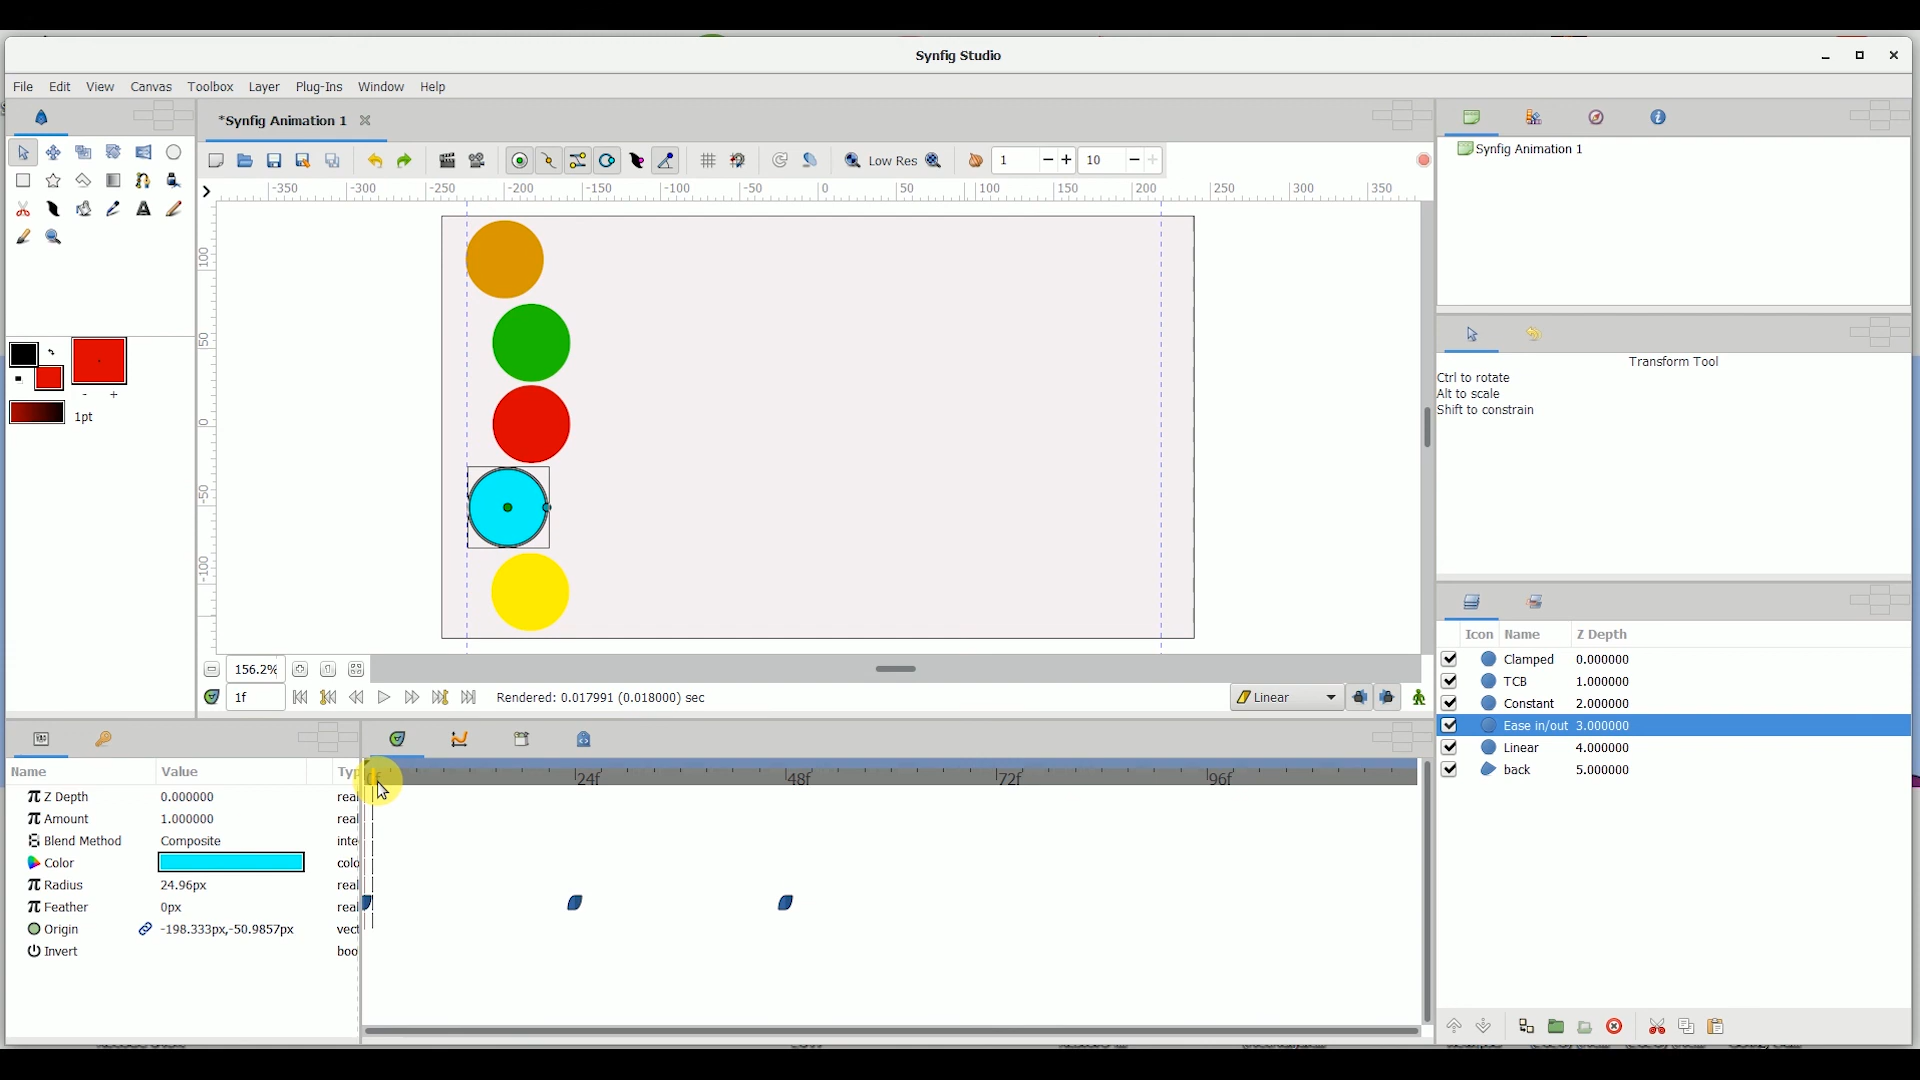 Synfig Studio
File Edit View Canvas Toolbox Layer Plug-Ins Window Help
*Synfig Animation 1
Low Res 1 10
-350 -300 -250 -200 -150 -100 -50 0 50 100 150 200 250 300 350
100
50
0
-50
-100
1pt
156.2%
1f Rendered: 0.017991 (0.018000) sec Linear
Synfig Animation 1
Transform Tool
Ctrl to rotate
Alt to scale
Shift to constrain
Icon Name Z Depth
Clamped 0.000000
TCB 1.000000
Constant 2.000000
Ease in/out 3.000000
Linear 4.000000
back 5.000000
Name Value Typ
Z Depth 0.000000 real
Amount 1.000000 real
Blend Method Composite inte
Color colo
Radius 24.96px real
Feather 0px real
Origin -198.333px,-50.9857px vect
Invert boo
0f 24f 48f 72f 96f